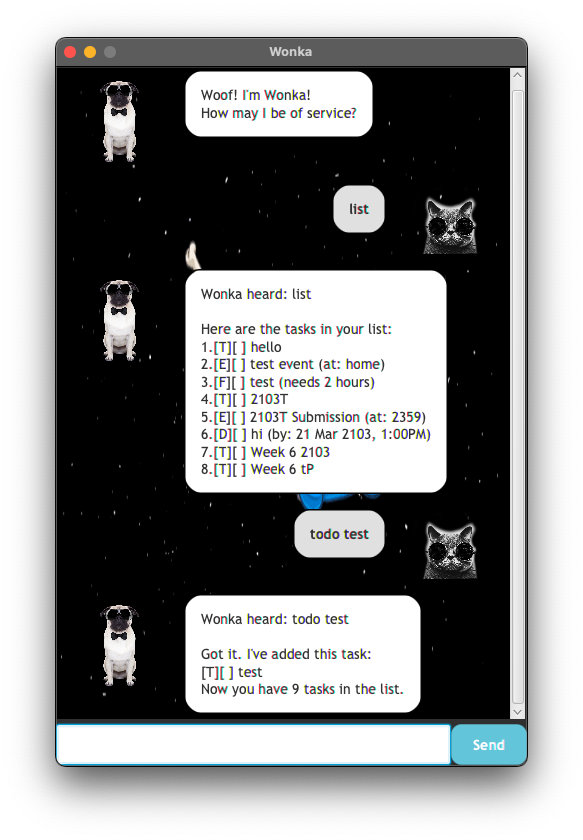 Wonka
Woof! I'm Wonka!
How may I be of service?
list
Wonka heard: list
Here are the tasks in your list:
1.[T][ ] hello
2.[E][ ] test event (at: home)
3.[F][ ] test (needs 2 hours)
4.[T][ ] 2103T
5.[E][ ] 2103T Submission (at: 2359)
6.[D][ ] hi (by: 21 Mar 2103, 1:00PM)
7.[T][ ] Week 6 2103
8.[T][ ] Week 6 tP
todo test
Wonka heard: todo test
Got it. I've added this task:
[T][ ] test
Now you have 9 tasks in the list.
Send